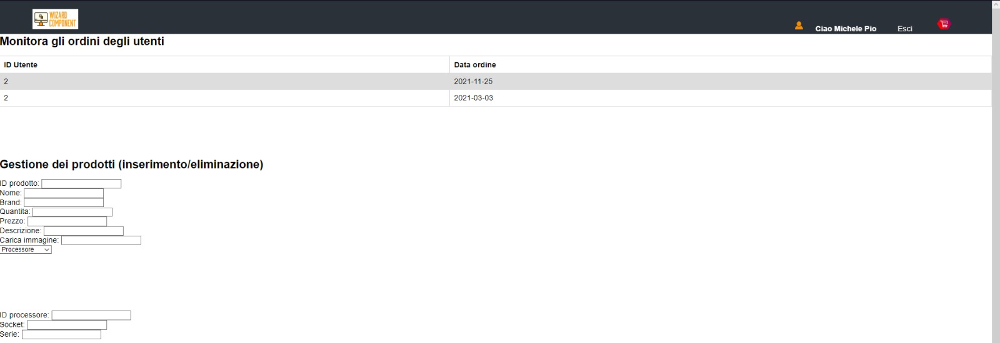 WIZARD
COMPONENT
Ciao Michele Pio Esci
Monitora gli ordini degli utenti
ID Utente Data ordine
2 2021-11-25
2 2021-03-03
Gestione dei prodotti (inserimento/eliminazione)
ID prodotto:
Nome:
Brand:
Quantita:
Prezzo:
Descrizione:
Carica immagine:
Processore
ID processore:
Socket:
Serie: